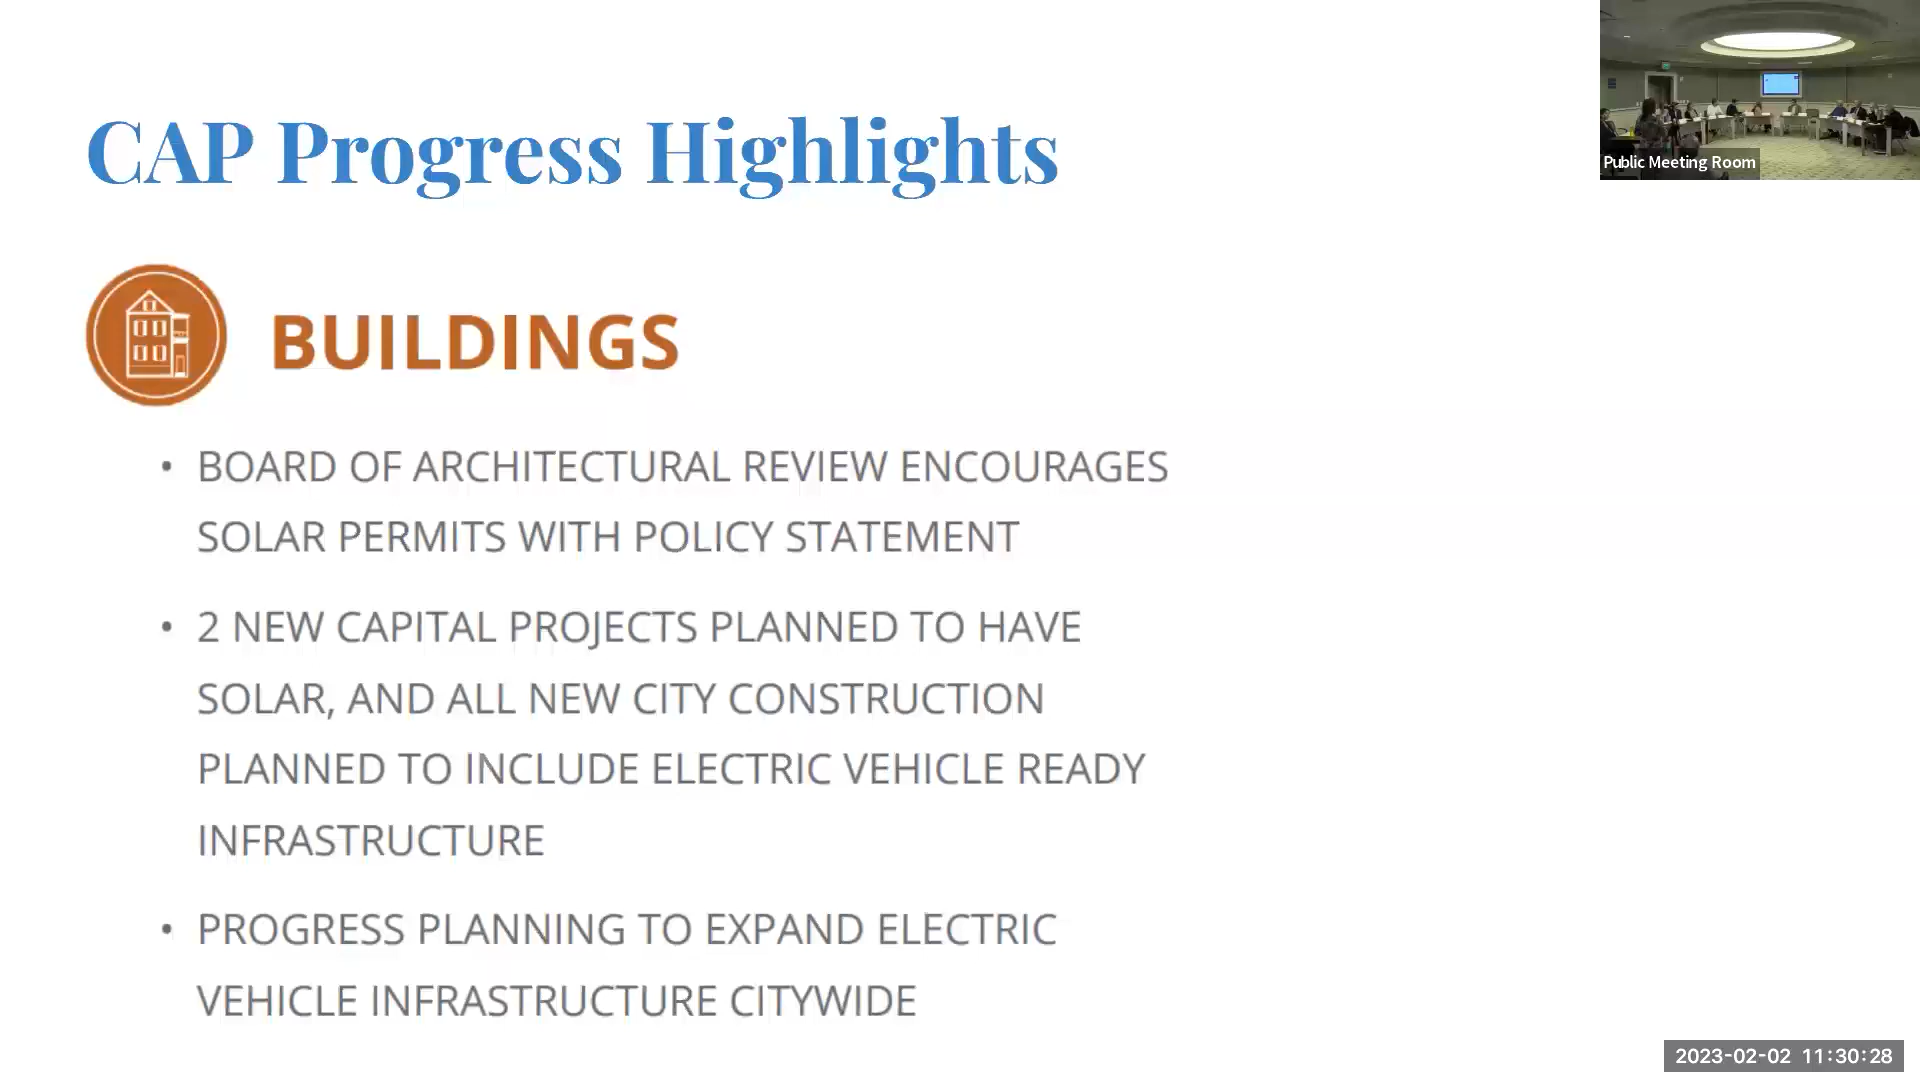 CAP Progress Highlights
Public Meeting Room
BUILDINGS
• BOARD OF ARCHITECTURAL REVIEW ENCOURAGES
SOLAR PERMITS WITH POLICY STATEMENT
• 2 NEW CAPITAL PROJECTS PLANNED TO HAVE
SOLAR, AND ALL NEW CITY CONSTRUCTION
PLANNED TO INCLUDE ELECTRIC VEHICLE READY
INFRASTRUCTURE
• PROGRESS PLANNING TO EXPAND ELECTRIC
VEHICLE INFRASTRUCTURE CITYWIDE
2023-02-02 11:30:28